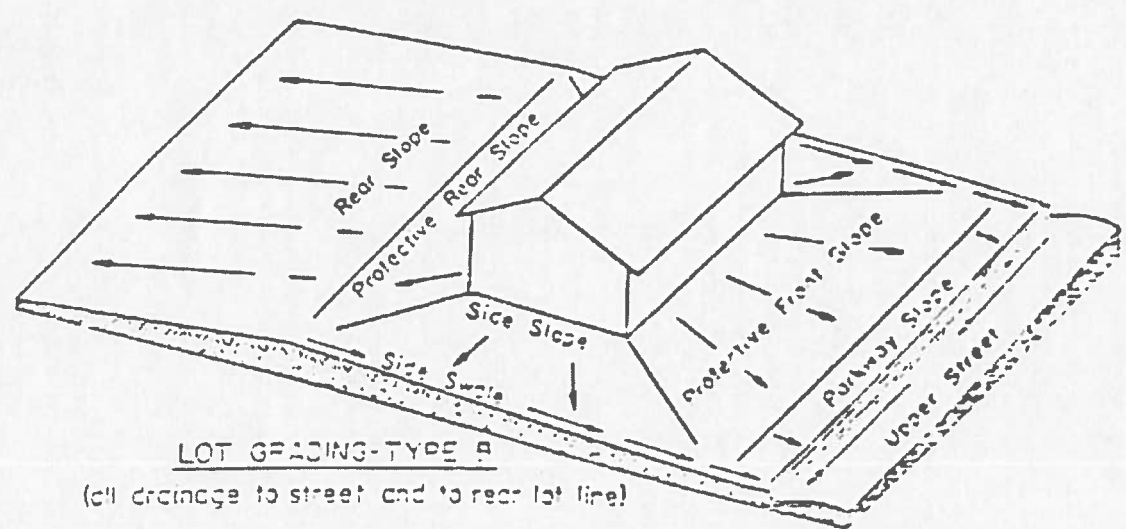 Rear Slope
Protective Rear Slope
Side Slope
Side Swale
Protective Front Slope
Parkway Slope
Upper Street
LOT GRADING-TYPE
(all drainage to street and to rear lot line)